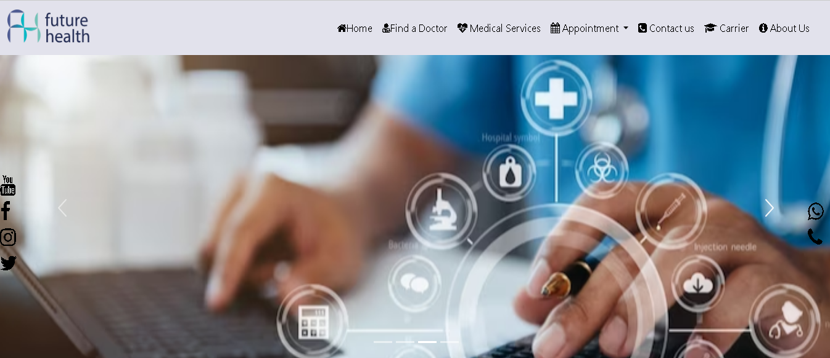 future
health
Home Find a Doctor Medical Services Appointment Contact us Carrier About Us
Hospital symbol
You
Tube
Injection needle